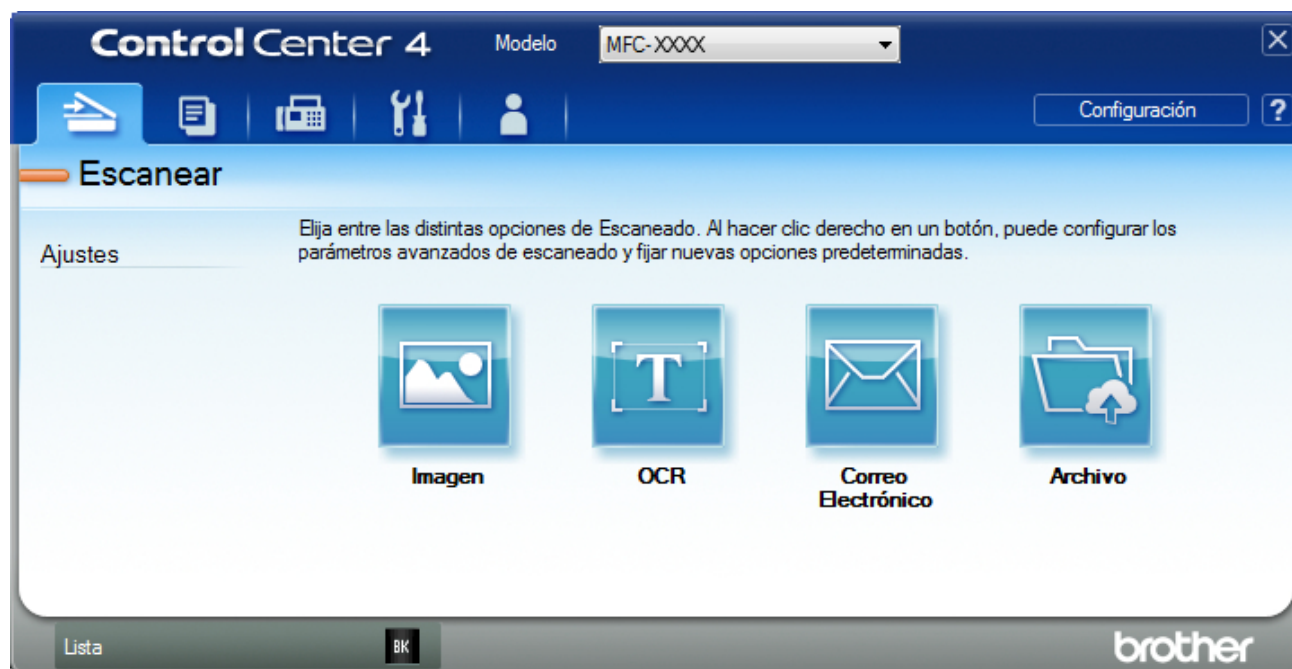 Control Center 4 Modelo MFC-XXXX
Configuración ?
Escanear
Ajustes
Elija entre las distintas opciones de Escaneado. Al hacer clic derecho en un botón, puede configurar los
parámetros avanzados de escaneado y fijar nuevas opciones predeterminadas.
T
Imagen OCR Correo Electrónico Archivo
Lista BK brother